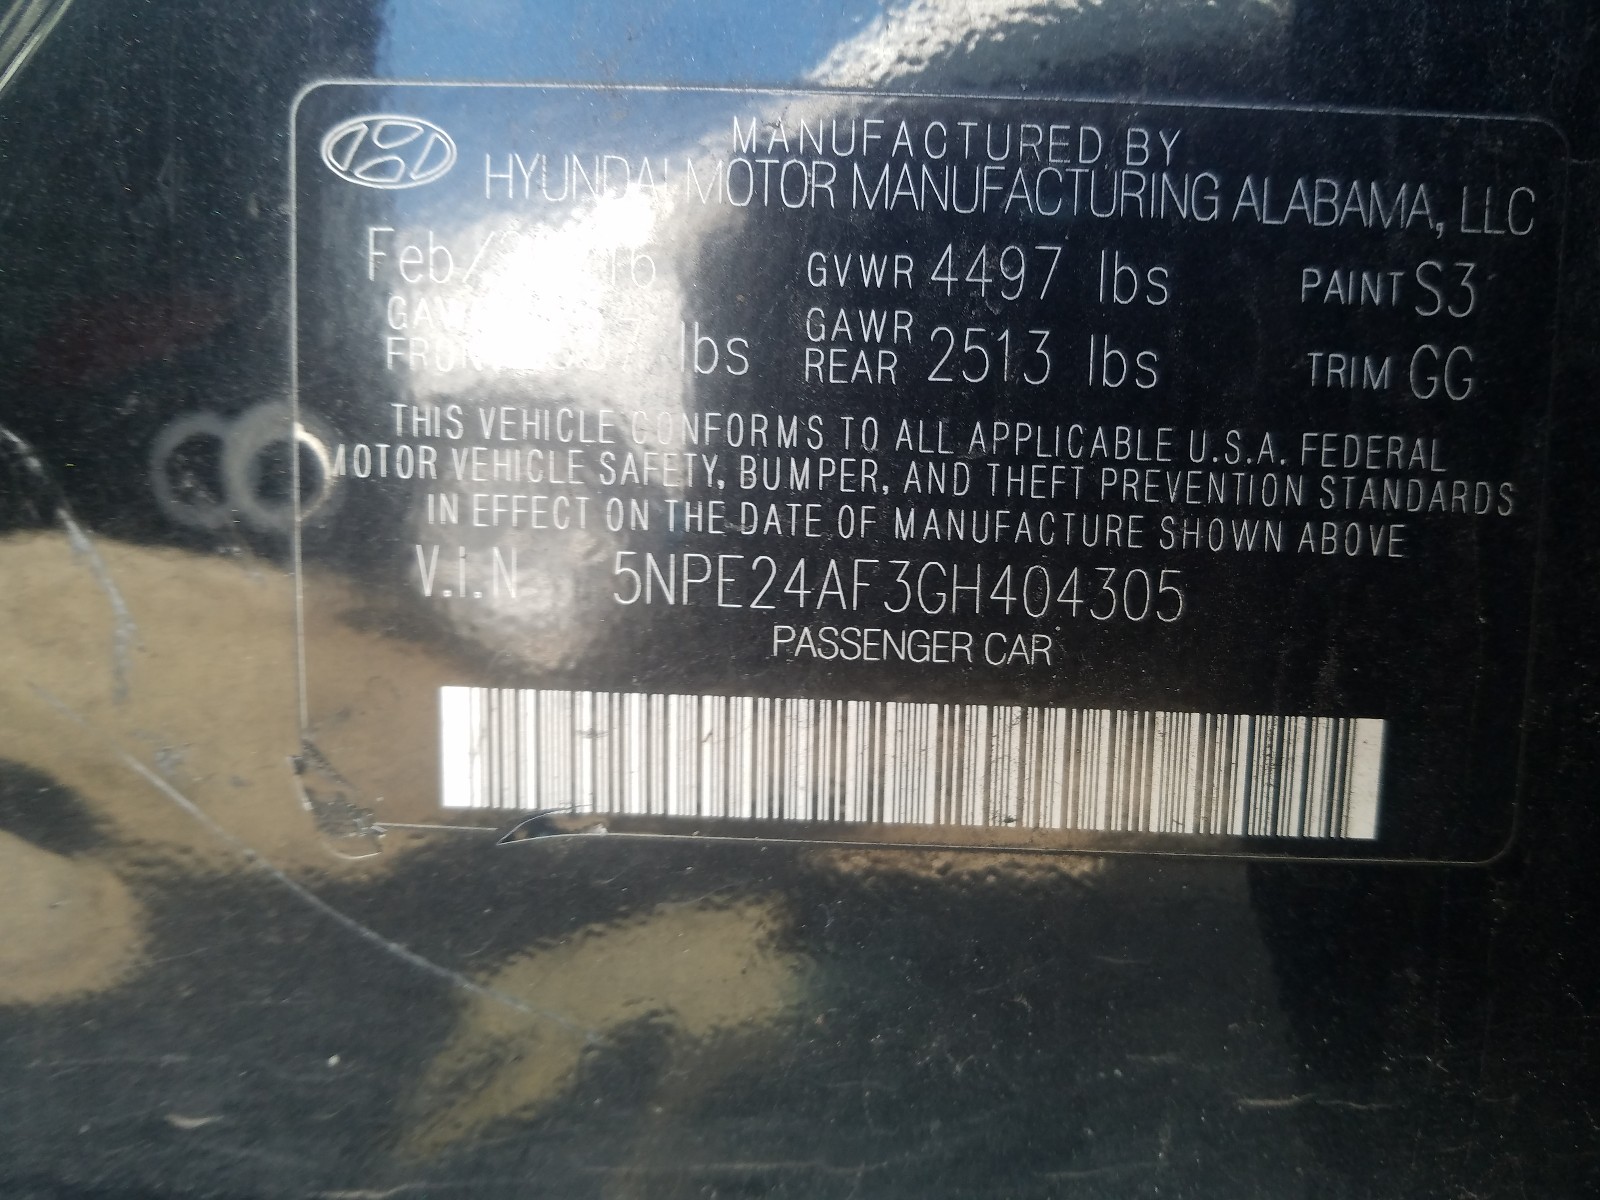 MANUFACTURED BY
HYUNDAI MOTOR MANUFACTURING ALABAMA, LLC
GVWR 4497 lbs PAINT S3
lbs GAWR REAR 2513 lbs TRIM GG
THIS VEHICLE CONFORMS TO ALL APPLICABLE U.S.A. FEDERAL
MOTOR VEHICLE SAFETY, BUMPER, AND THEFT PREVENTION STANDARDS
IN EFFECT ON THE DATE OF MANUFACTURE SHOWN ABOVE
V.i.N 5NPE24AF3GH404305
PASSENGER CAR